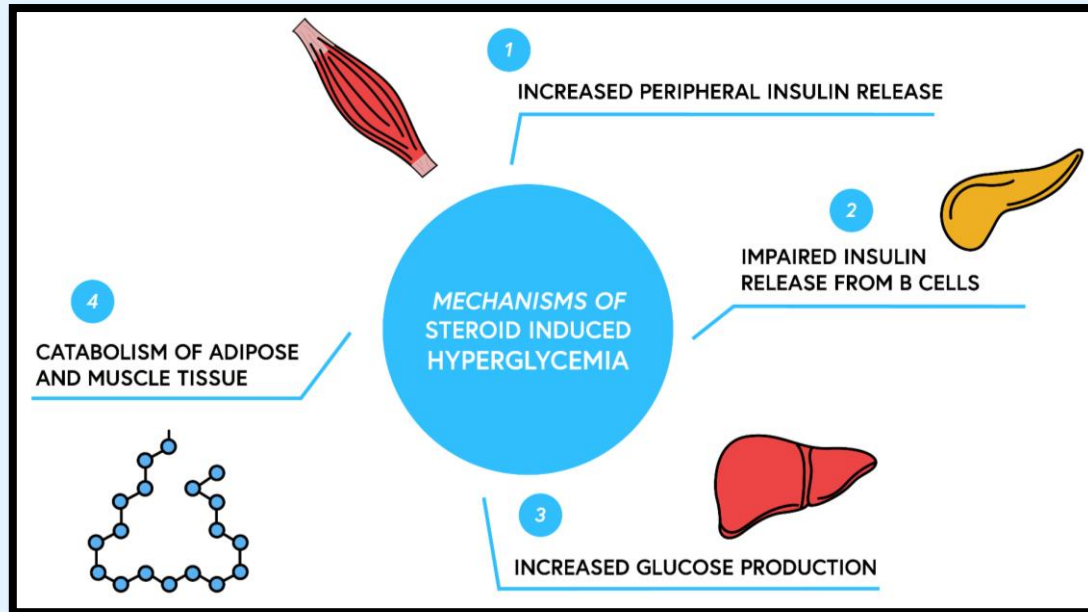 1
INCREASED PERIPHERAL INSULIN RELEASE
2
IMPAIRED INSULIN
RELEASE FROM B CELLS
MECHANISMS OF
STEROID INDUCED
HYPERGLYCEMIA
4
CATABOLISM OF ADIPOSE
AND MUSCLE TISSUE
3
INCREASED GLUCOSE PRODUCTION